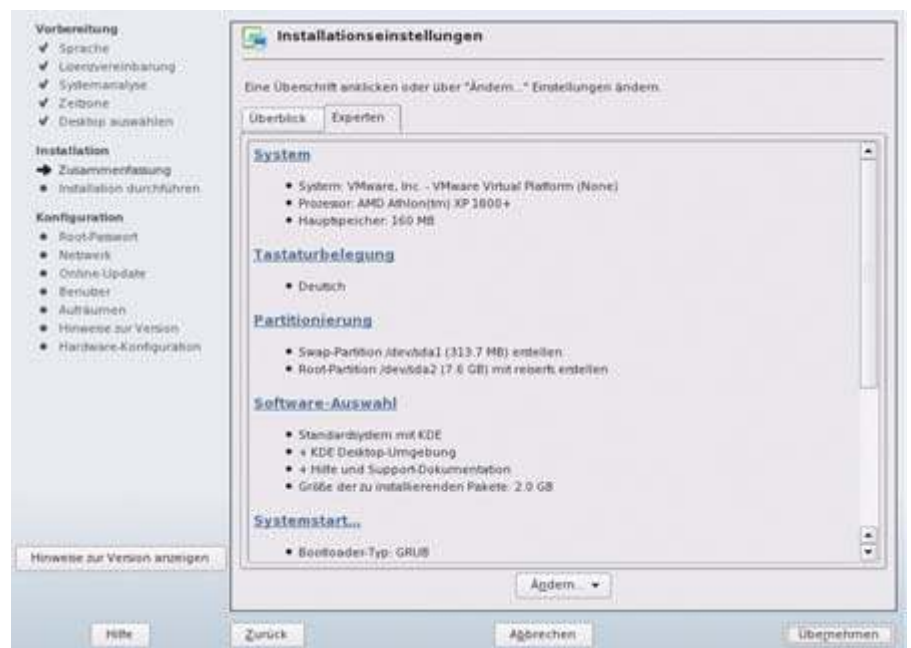 Vorbereitung
Sprache
Lizenzvereinbarung
Systemanalyse
Zeitzone
Desktop auswählen
Installation
Zusammenfassung
Installation durchführen
Konfiguration
Root-Passwort
Netzwerk
Online-Update
Benutzer
Aufräumen
Hinweise zur Version
Hardware-Konfiguration
Hinweise zur Version anzeigen
Hilfe
Installationseinstellungen
Eine Überschrift anklicken oder über "Ändern..." Einstellungen ändern.
Überblick
Experten
System
System: VMware, Inc. - VMware Virtual Platform (None)
Prozessor: AMD Athlon(tm) XP 1800+
Hauptspeicher: 160 MB
Tastaturbelegung
Deutsch
Partitionierung
Swap-Partition /dev/sda1 (313.7 MB) erstellen
Root-Partition /dev/sda2 (7.6 GB) mit reiserfs erstellen
Software-Auswahl
Standardsystem mit KDE
+ KDE Desktop-Umgebung
+ Hilfe und Support-Dokumentation
Größe der zu installierenden Pakete: 2.0 GB
Systemstart...
Bootloader-Typ: GRUB
Ändern...
Zurück
Abbrechen
Übernehmen